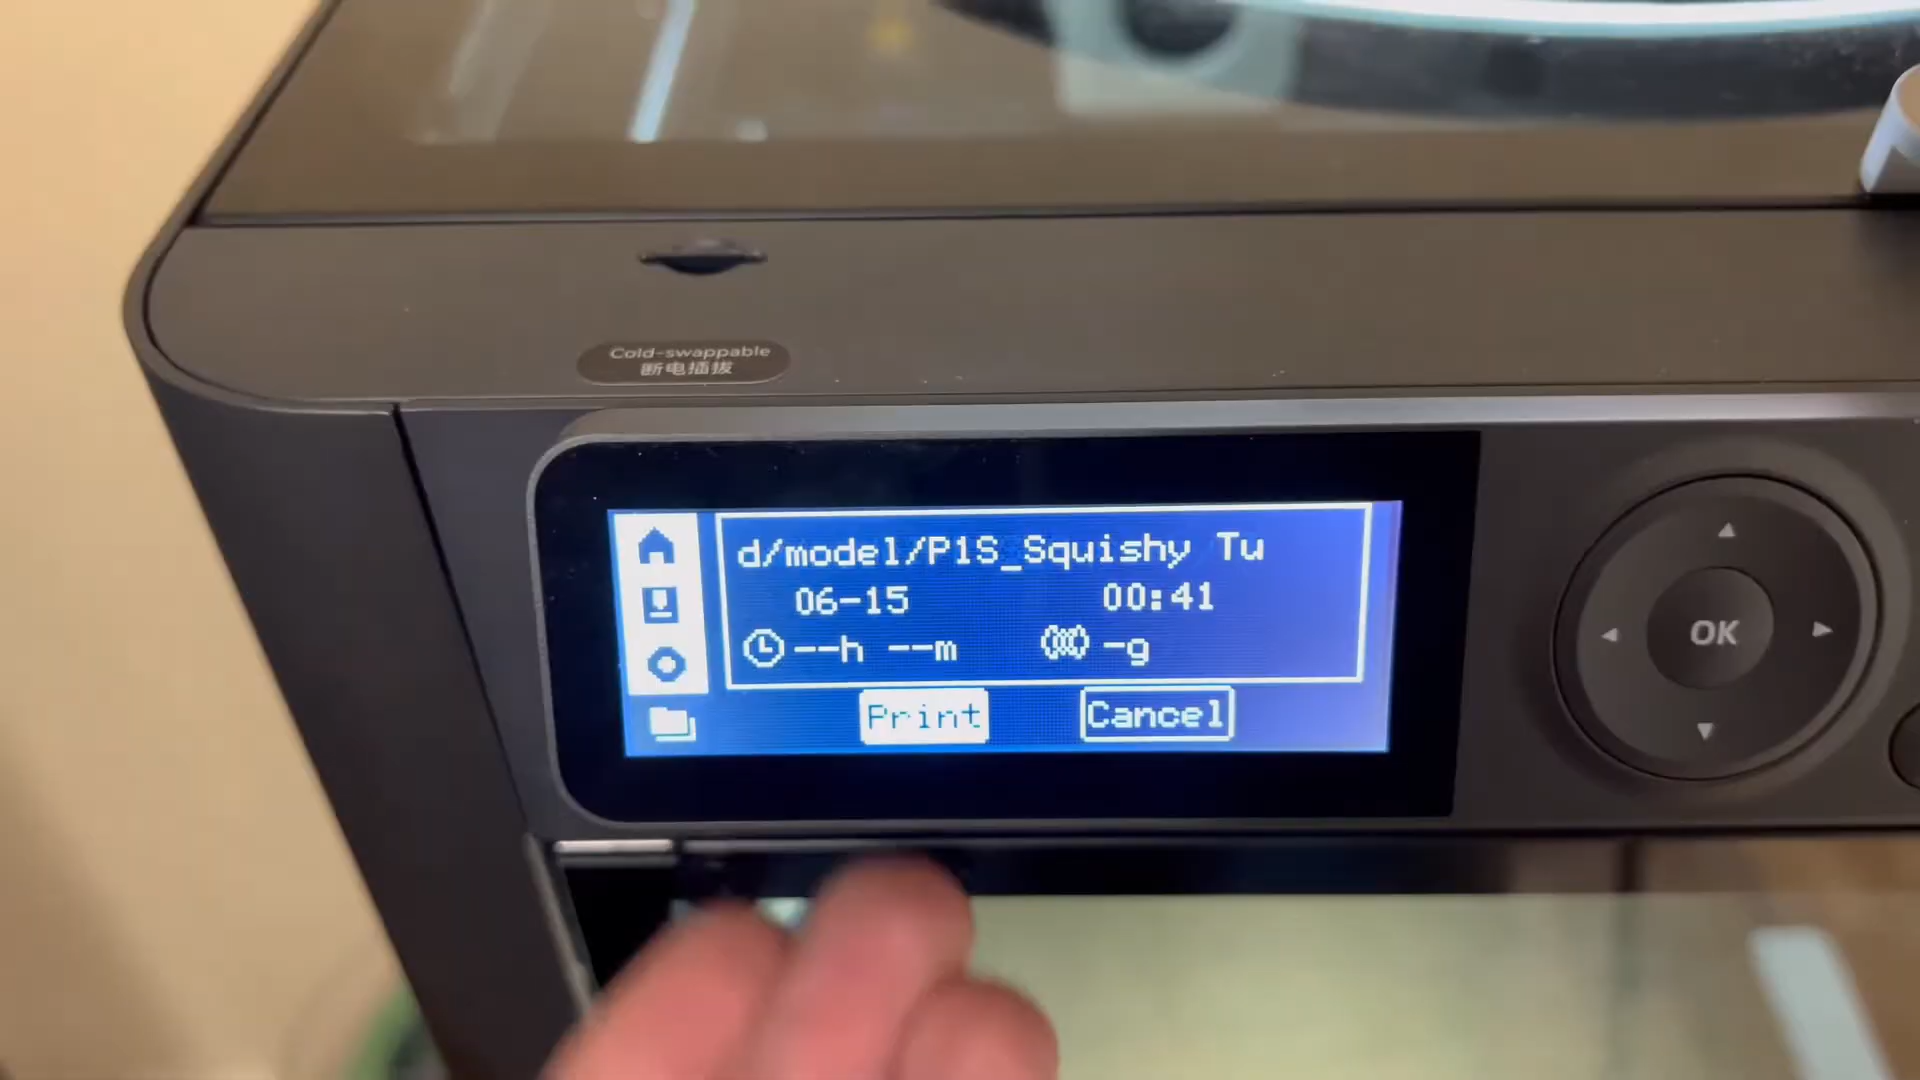 Cold-swappable
断电插拔
d/model/P1S_Squishy Tu
06-15 00:41
--h --m -g
Print Cancel
OK